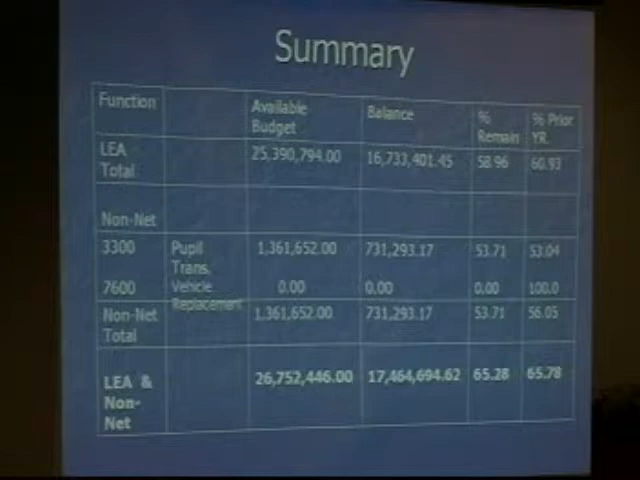 Summary
Function Available Budget Balance % Remain % Prior YR.
LEA Total 25,390,794.00 16,733,401.45 58.96 60.93
Non-Net
3300 Pupil Trans. 1,361,652.00 731,293.17 53.71 53.04
7600 Vehicle Replacement 0.00 0.00 0.00 100.0
Non-Net Total 1,361,652.00 731,293.17 53.71 56.05
LEA & Non-Net 26,752,446.00 17,464,694.62 65.28 65.78